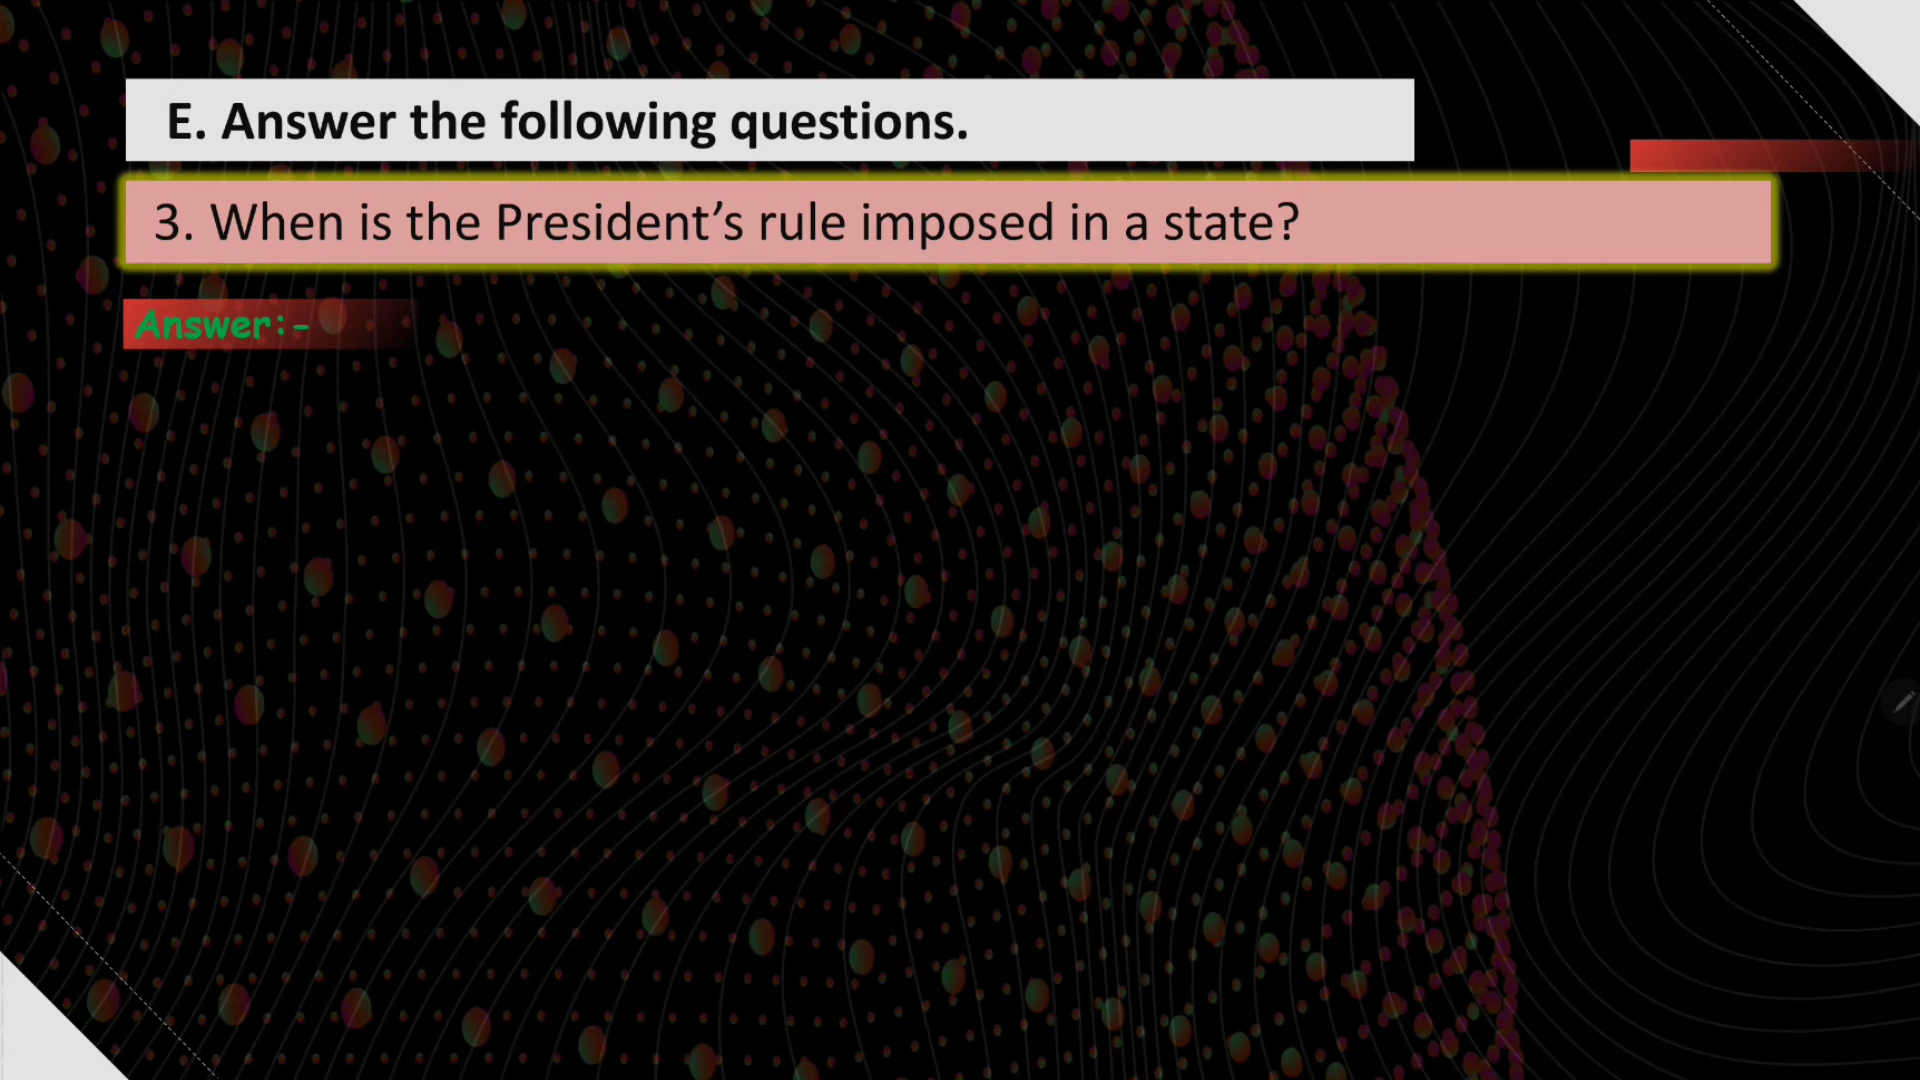 E. Answer the following questions.
3. When is the President’s rule imposed in a state?
Answer:-